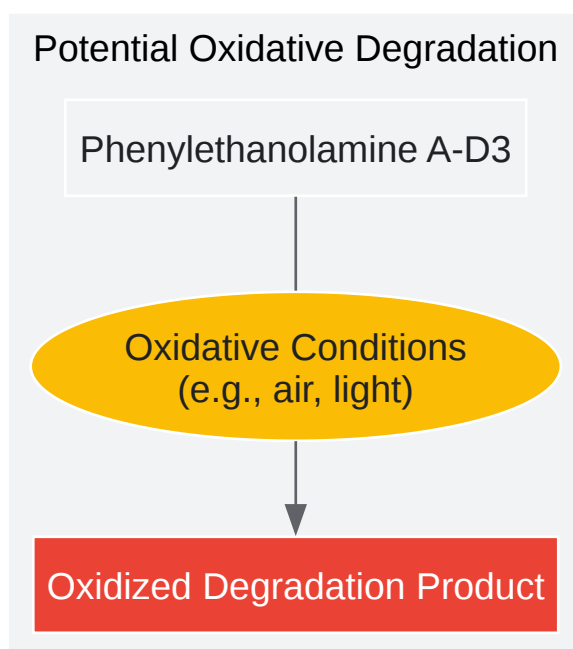 Potential Oxidative Degradation
Phenylethanolamine A-D3
Oxidative Conditions
(e.g., air, light)
Oxidized Degradation Product